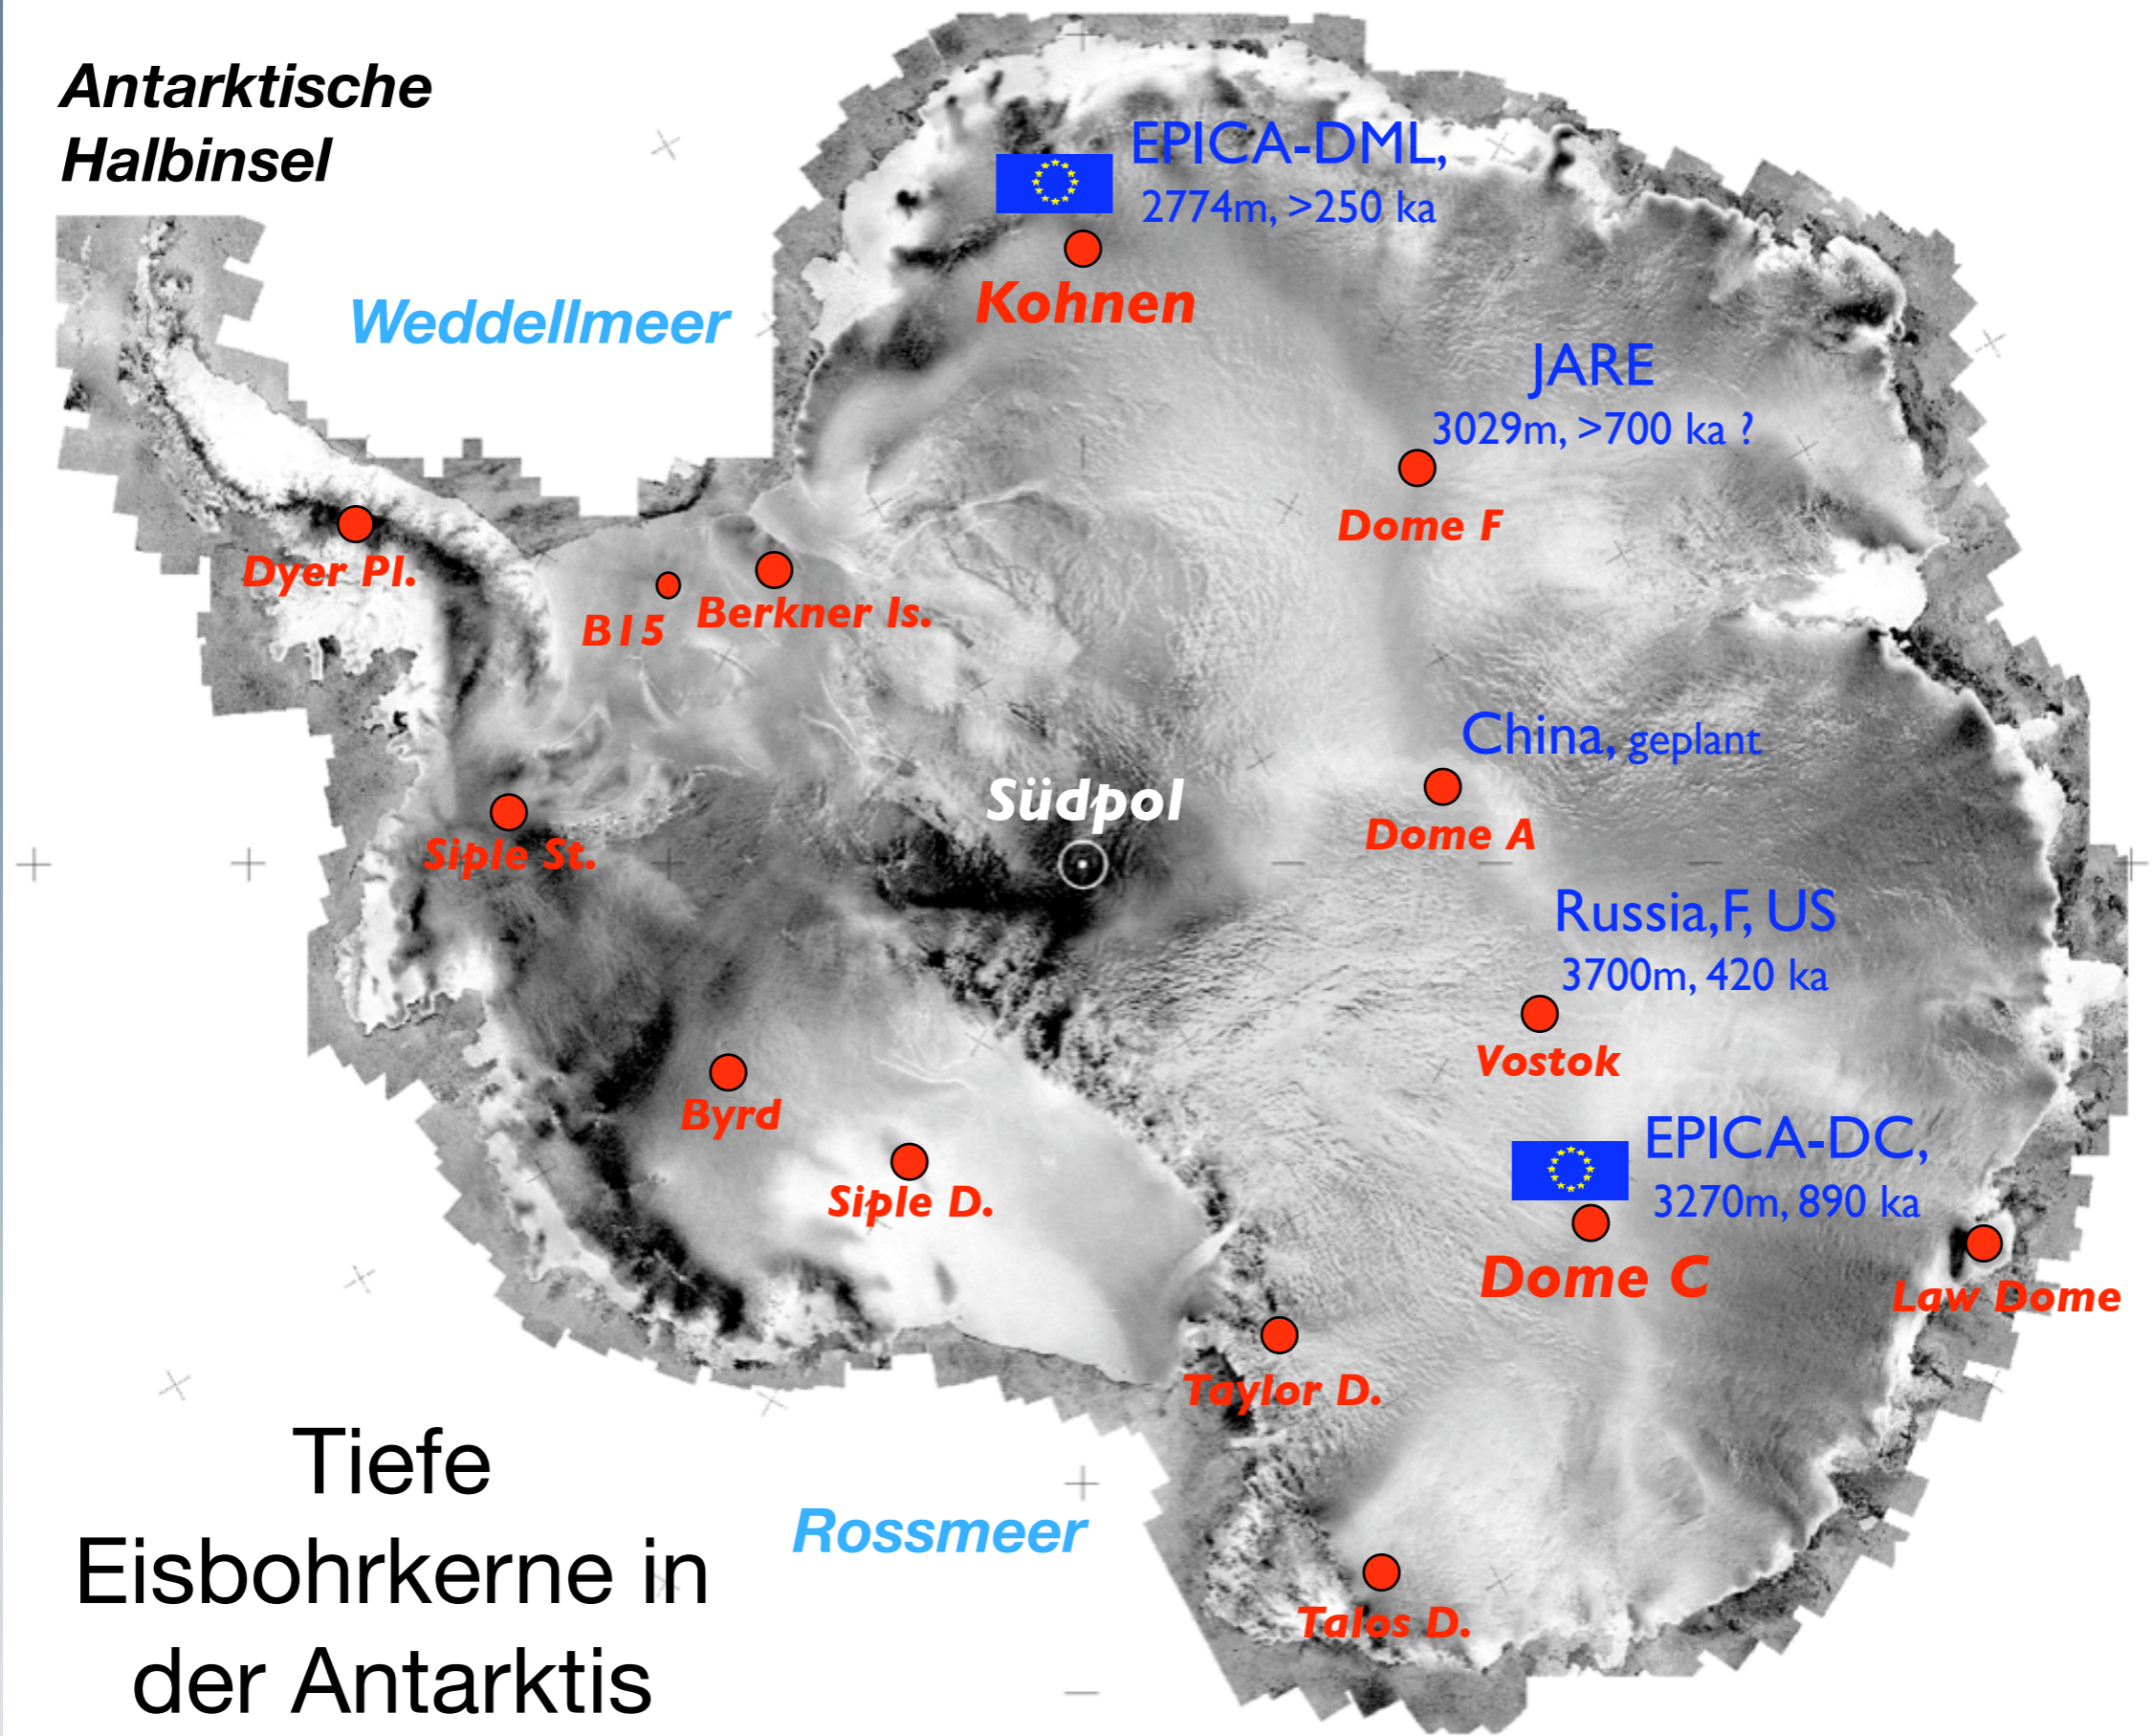 Antarktische
Halbinsel
EPICA-DML,
2774m, >250 ka
Kohnen
Weddellmeer
JARE
3029m, >700 ka ?
Dome F
Dyer Pl.
B15
Berkner Is.
China, geplant
Südpol
Dome A
Siple St.
Russia,F, US
3700m, 420 ka
Vostok
Byrd
EPICA-DC,
3270m, 890 ka
Siple D.
Dome C
Law Dome
Taylor D.
Rossmeer
Talos D.
Tiefe
Eisbohrkerne in
der Antarktis